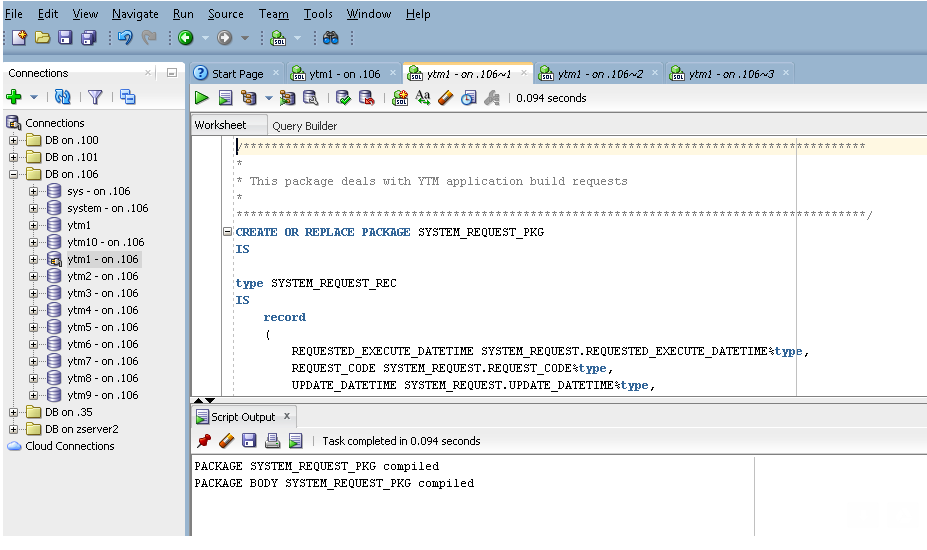 File Edit View Navigate Run Source Team Tools Window Help
Connections
Connections
DB on .100
DB on .101
DB on .106
sys - on .106
system - on .106
ytm1
ytm10 - on .106
ytm1 - on .106
ytm2 - on .106
ytm3 - on .106
ytm4 - on .106
ytm5 - on .106
ytm6 - on .106
ytm7 - on .106
ytm8 - on .106
ytm9 - on .106
DB on .35
DB on zserver2
Cloud Connections
Start Page ytm1 - on .106 ytm1 - on .106~1 ytm1 - on .106~2 ytm1 - on .106~3
0.094 seconds
Worksheet Query Builder
/******************************************************************************************
*
* This package deals with YTM application build requests
*
******************************************************************************************/
CREATE OR REPLACE PACKAGE SYSTEM_REQUEST_PKG
IS
type SYSTEM_REQUEST_REC
IS
record
(
REQUESTED_EXECUTE_DATETIME SYSTEM_REQUEST.REQUESTED_EXECUTE_DATETIME%type,
REQUEST_CODE SYSTEM_REQUEST.REQUEST_CODE%type,
UPDATE_DATETIME SYSTEM_REQUEST.UPDATE_DATETIME%type,
Script Output
Task completed in 0.094 seconds
PACKAGE SYSTEM_REQUEST_PKG compiled
PACKAGE BODY SYSTEM_REQUEST_PKG compiled